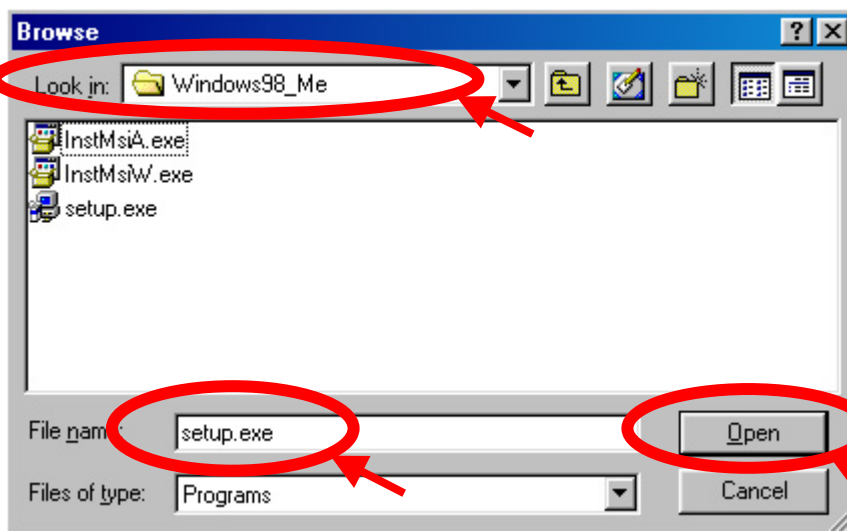 Browse
Look in: Windows98_Me
InstMsiA.exe
InstMsiW.exe
setup.exe
File name: setup.exe
Open
Files of type: Programs
Cancel